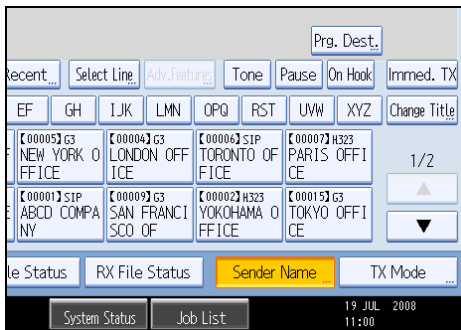 Prg. Dest.
Recent Select Line Adv.Features Tone Pause On Hook Immed. TX
EF GH IJK LMN OPQ RST UVW XYZ Change Title
【00005】G3 【00004】G3 【00006】SIP 【00007】H323
NEW YORK O LONDON OFF TORONTO OF PARIS OFFI
FFICE ICE FICE CE
1/2
【00001】SIP 【00009】G3 【00002】H323 【00015】G3
ABCD COMPA SAN FRANCI YOKOHAMA O TOKYO OFFI
NY SCO OF FFICE CE
le Status RX File Status Sender Name TX Mode
System Status Job List 19 JUL 2008
11:00